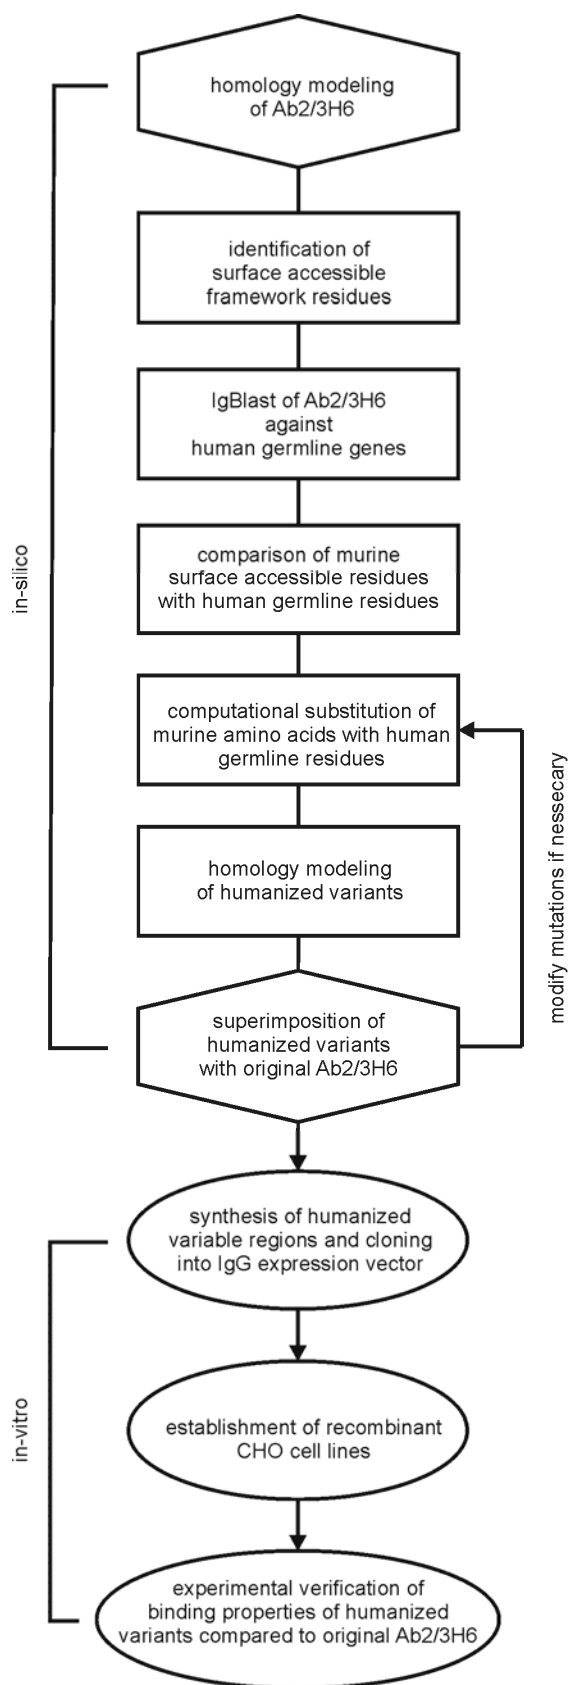 homology modeling
of Ab2/3H6
identification of
surface accessible
framework residues
IgBlast of Ab2/3H6
against
human germline genes
comparison of murine
surface accessible residues
with human germline residues
computational substitution of
murine amino acids with human
germline residues
homology modeling
of humanized variants
superimposition of
humanized variants
with original Ab2/3H6
in-silico
modify mutations if nessecary
synthesis of humanized
variable regions and cloning
into IgG expression vector
establishment of recombinant
CHO cell lines
experimental verification of
binding properties of humanized
variants compared to original Ab2/3H6
in-vitro